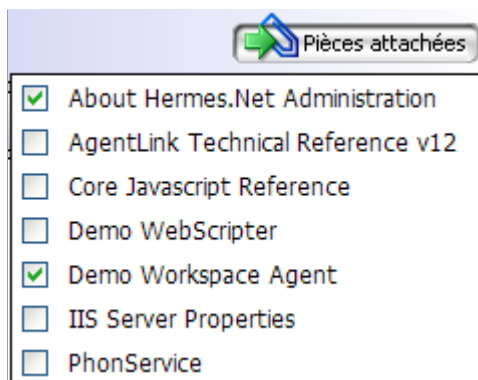 Pièces attachées
About Hermes.Net Administration
AgentLink Technical Reference v12
Core Javascript Reference
Demo WebScripter
Demo Workspace Agent
IIS Server Properties
PhonService